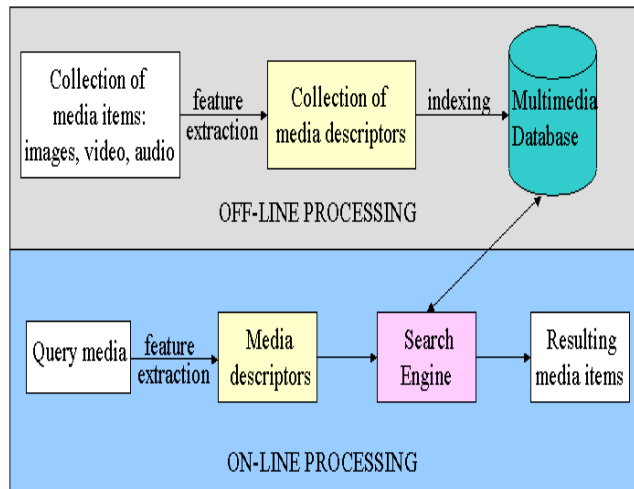 Collection of
media items:
images, video, audio
feature
extraction
Collection of
media descriptors
indexing
Multimedia
Database
OFF-LINE PROCESSING
Query media
feature
extraction
Media
descriptors
Search
Engine
Resulting
media items
ON-LINE PROCESSING